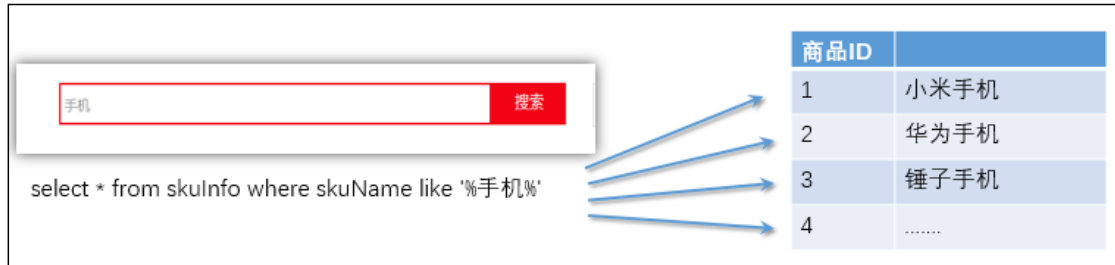 手机
搜索
select * from skuInfo where skuName like '%手机%'
商品ID
1 小米手机
2 华为手机
3 锤子手机
4 .......